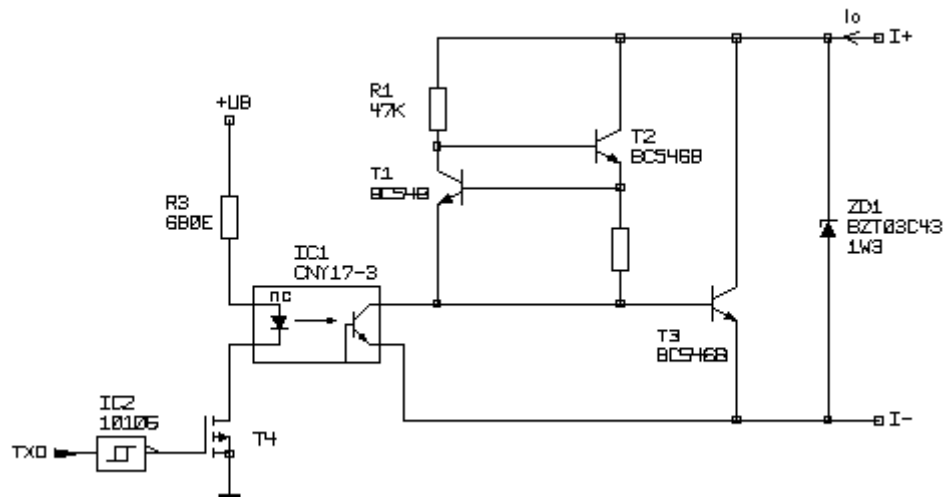 Io
I+
R1
47K
+UB
T2
BC546B
T1
BC548
R3
680E
ZD1
BZT03C43
1W3
IC1
CNY17-3
nc
T3
BC546B
IC2
10106
I-
T4
TXD